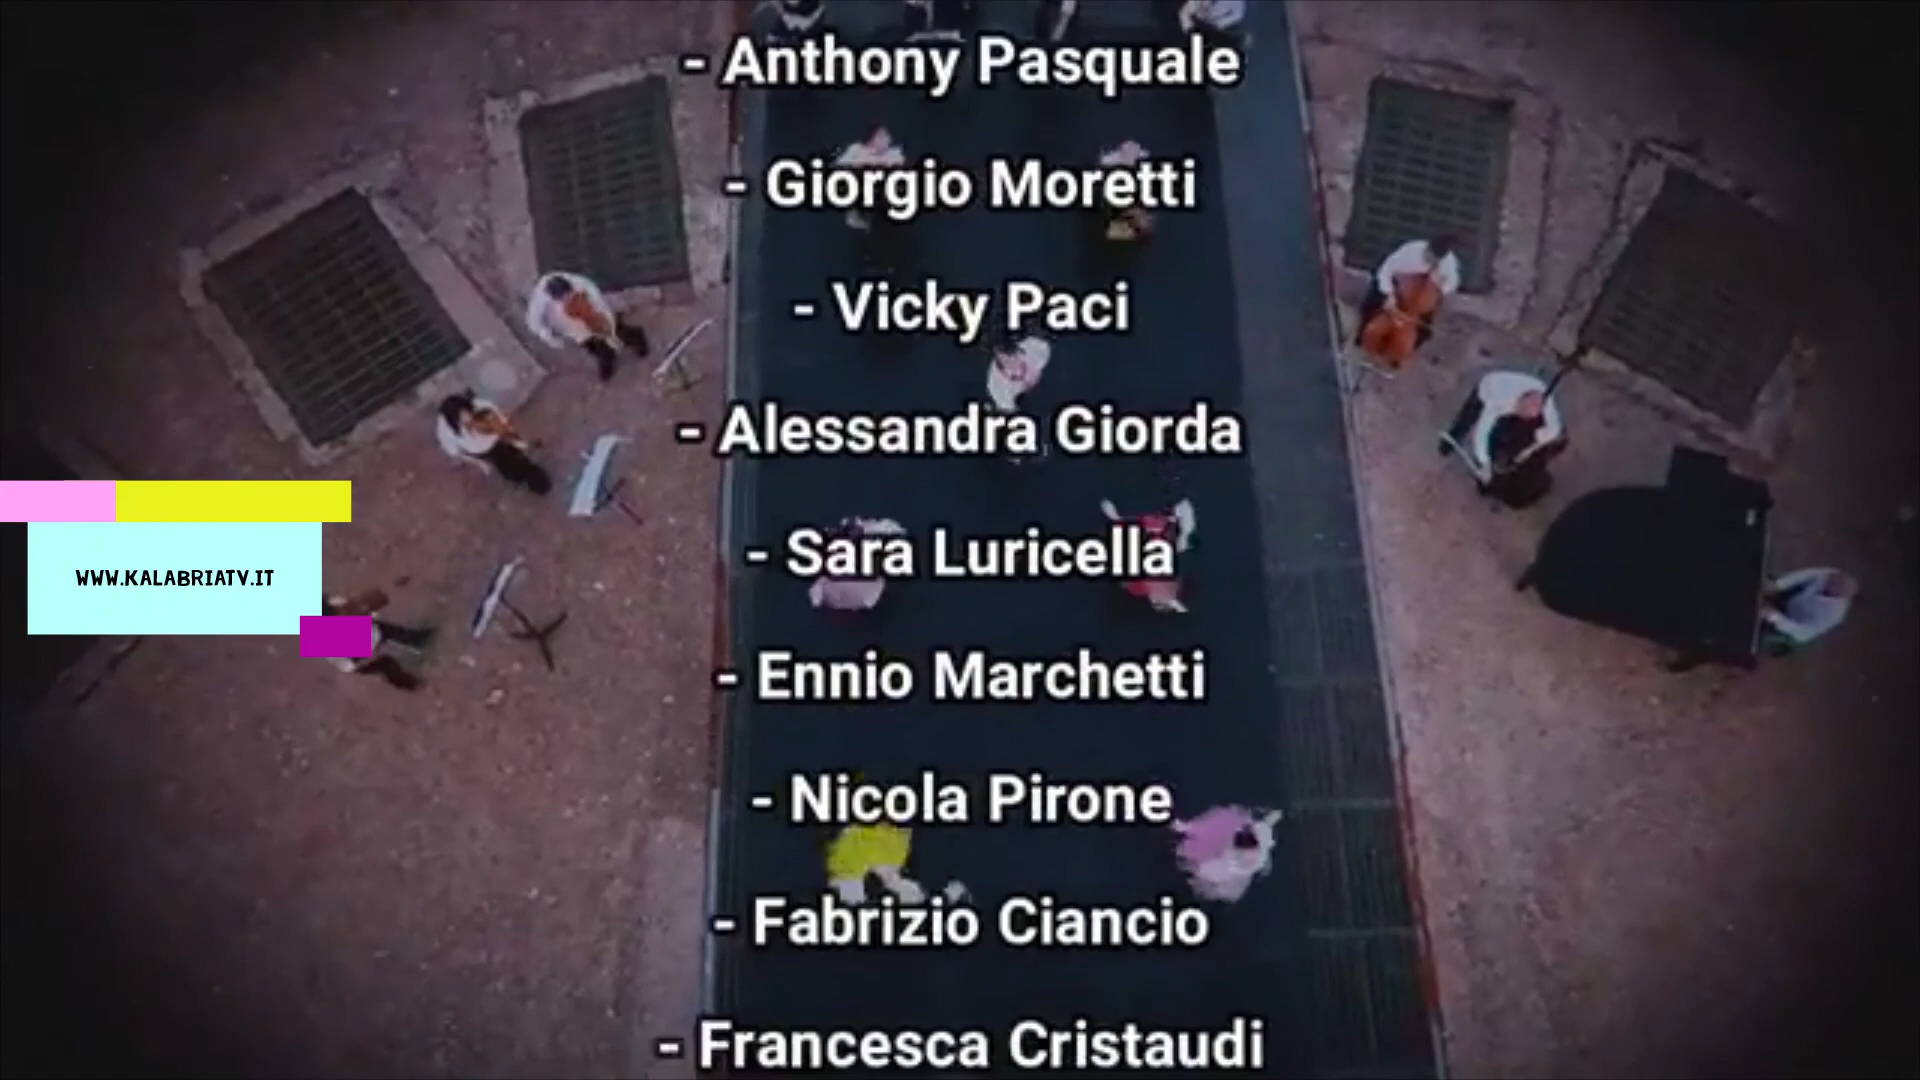 - Anthony Pasquale
- Giorgio Moretti
- Vicky Paci
- Alessandra Giorda
- Sara Luricella
WWW.KALABRIATV.IT
- Ennio Marchetti
- Nicola Pirone
- Fabrizio Ciancio
- Francesca Cristaudi